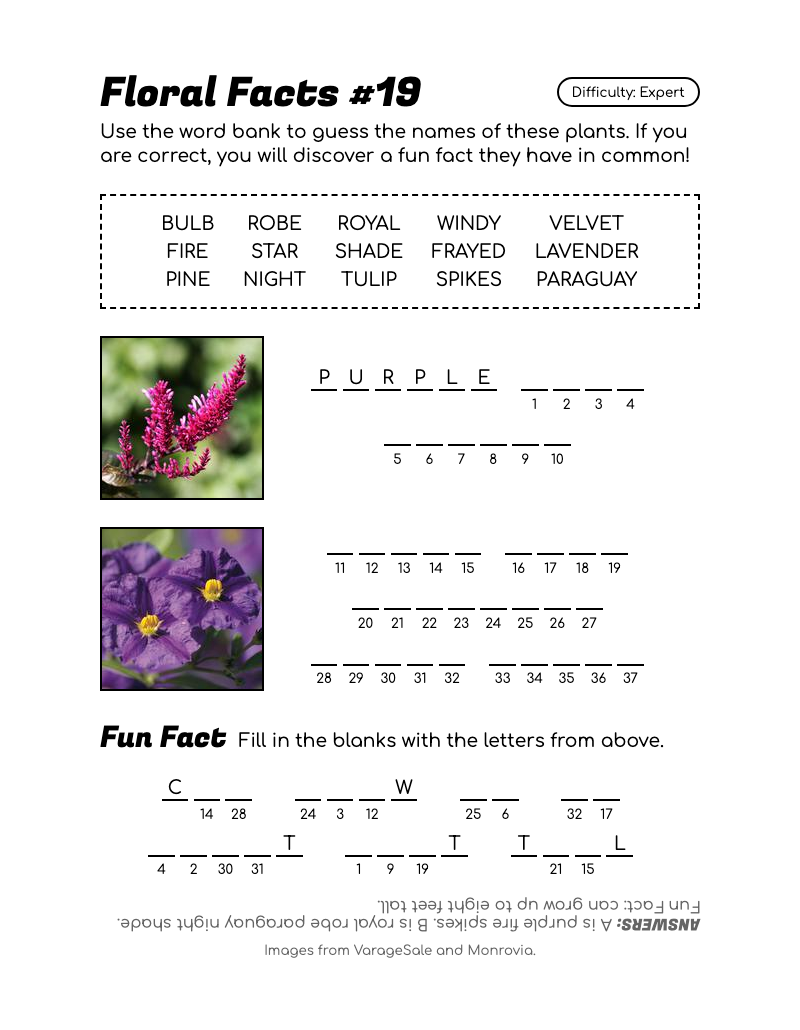 Floral Facts #19
Difficulty: Expert
Use the word bank to guess the names of these plants. If you
are correct, you will discover a fun fact they have in common!
BULB ROBE ROYAL WINDY VELVET
FIRE STAR SHADE FRAYED LAVENDER
PINE NIGHT TULIP SPIKES PARAGUAY
P U R P L E
1 2 3 4
5 6 7 8 9 10
11 12 13 14 15 16 17 18 19
20 21 22 23 24 25 26 27
28 29 30 31 32 33 34 35 36 37
Fun Fact Fill in the blanks with the letters from above.
C W
14 28 24 3 12 25 6 32 17
T T T L
4 2 30 31 1 9 19 21 15
ANSWERS: A is purple fire spikes. B is royal robe paraguay night shade.
Fun Fact: can grow up to eight feet tall.
Images from VarageSale and Monrovia.